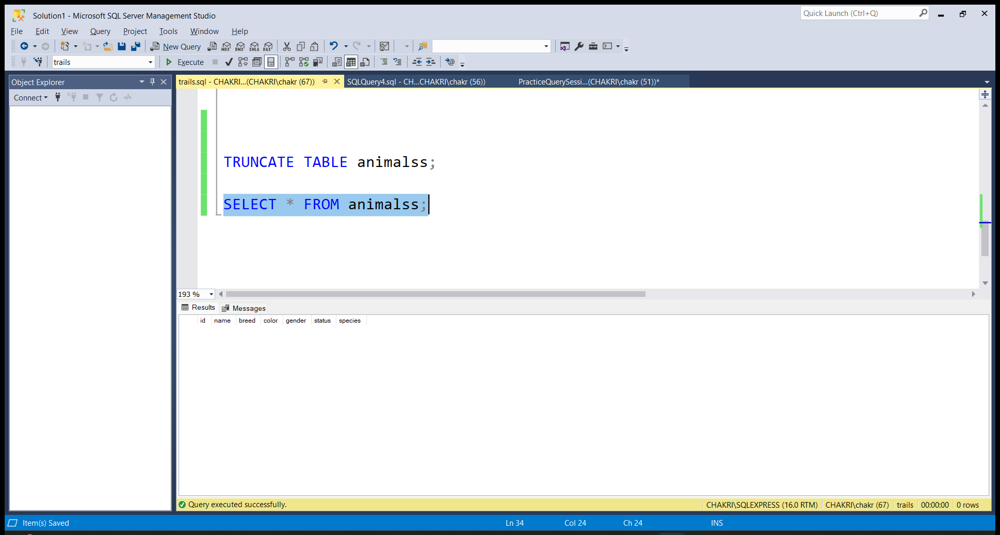 Solution1 - Microsoft SQL Server Management Studio
Quick Launch (Ctrl+Q)
File Edit View Query Project Tools Window Help
New Query MDX DMX XMLA DAX
trails Execute
Object Explorer
Connect
trails.sql - CHAKRI...(CHAKRI\chakr (67)) SQLQuery4.sql - CH...CHAKRI\chakr (56)) PracticeQuerySessi...(CHAKRI\chakr (51))*
TRUNCATE TABLE animalss;
SELECT * FROM animalss;
193 %
Results Messages
id name breed color gender status species
Query executed successfully. CHAKRI\SQLEXPRESS (16.0 RTM) CHAKRI\chakr (67) trails 00:00:00 0 rows
Item(s) Saved Ln 34 Col 24 Ch 24 INS